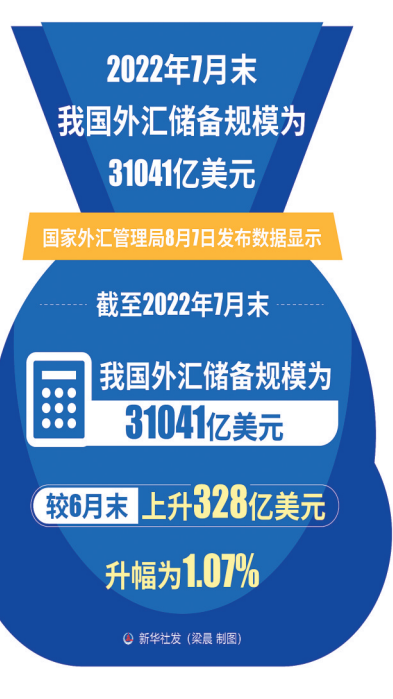 2022年7月末
我国外汇储备规模为
31041亿美元
国家外汇管理局8月7日发布数据显示
截至2022年7月末
我国外汇储备规模为
31041亿美元
较6月末 上升328亿美元
升幅为1.07%
新华社发（梁晨 制图）